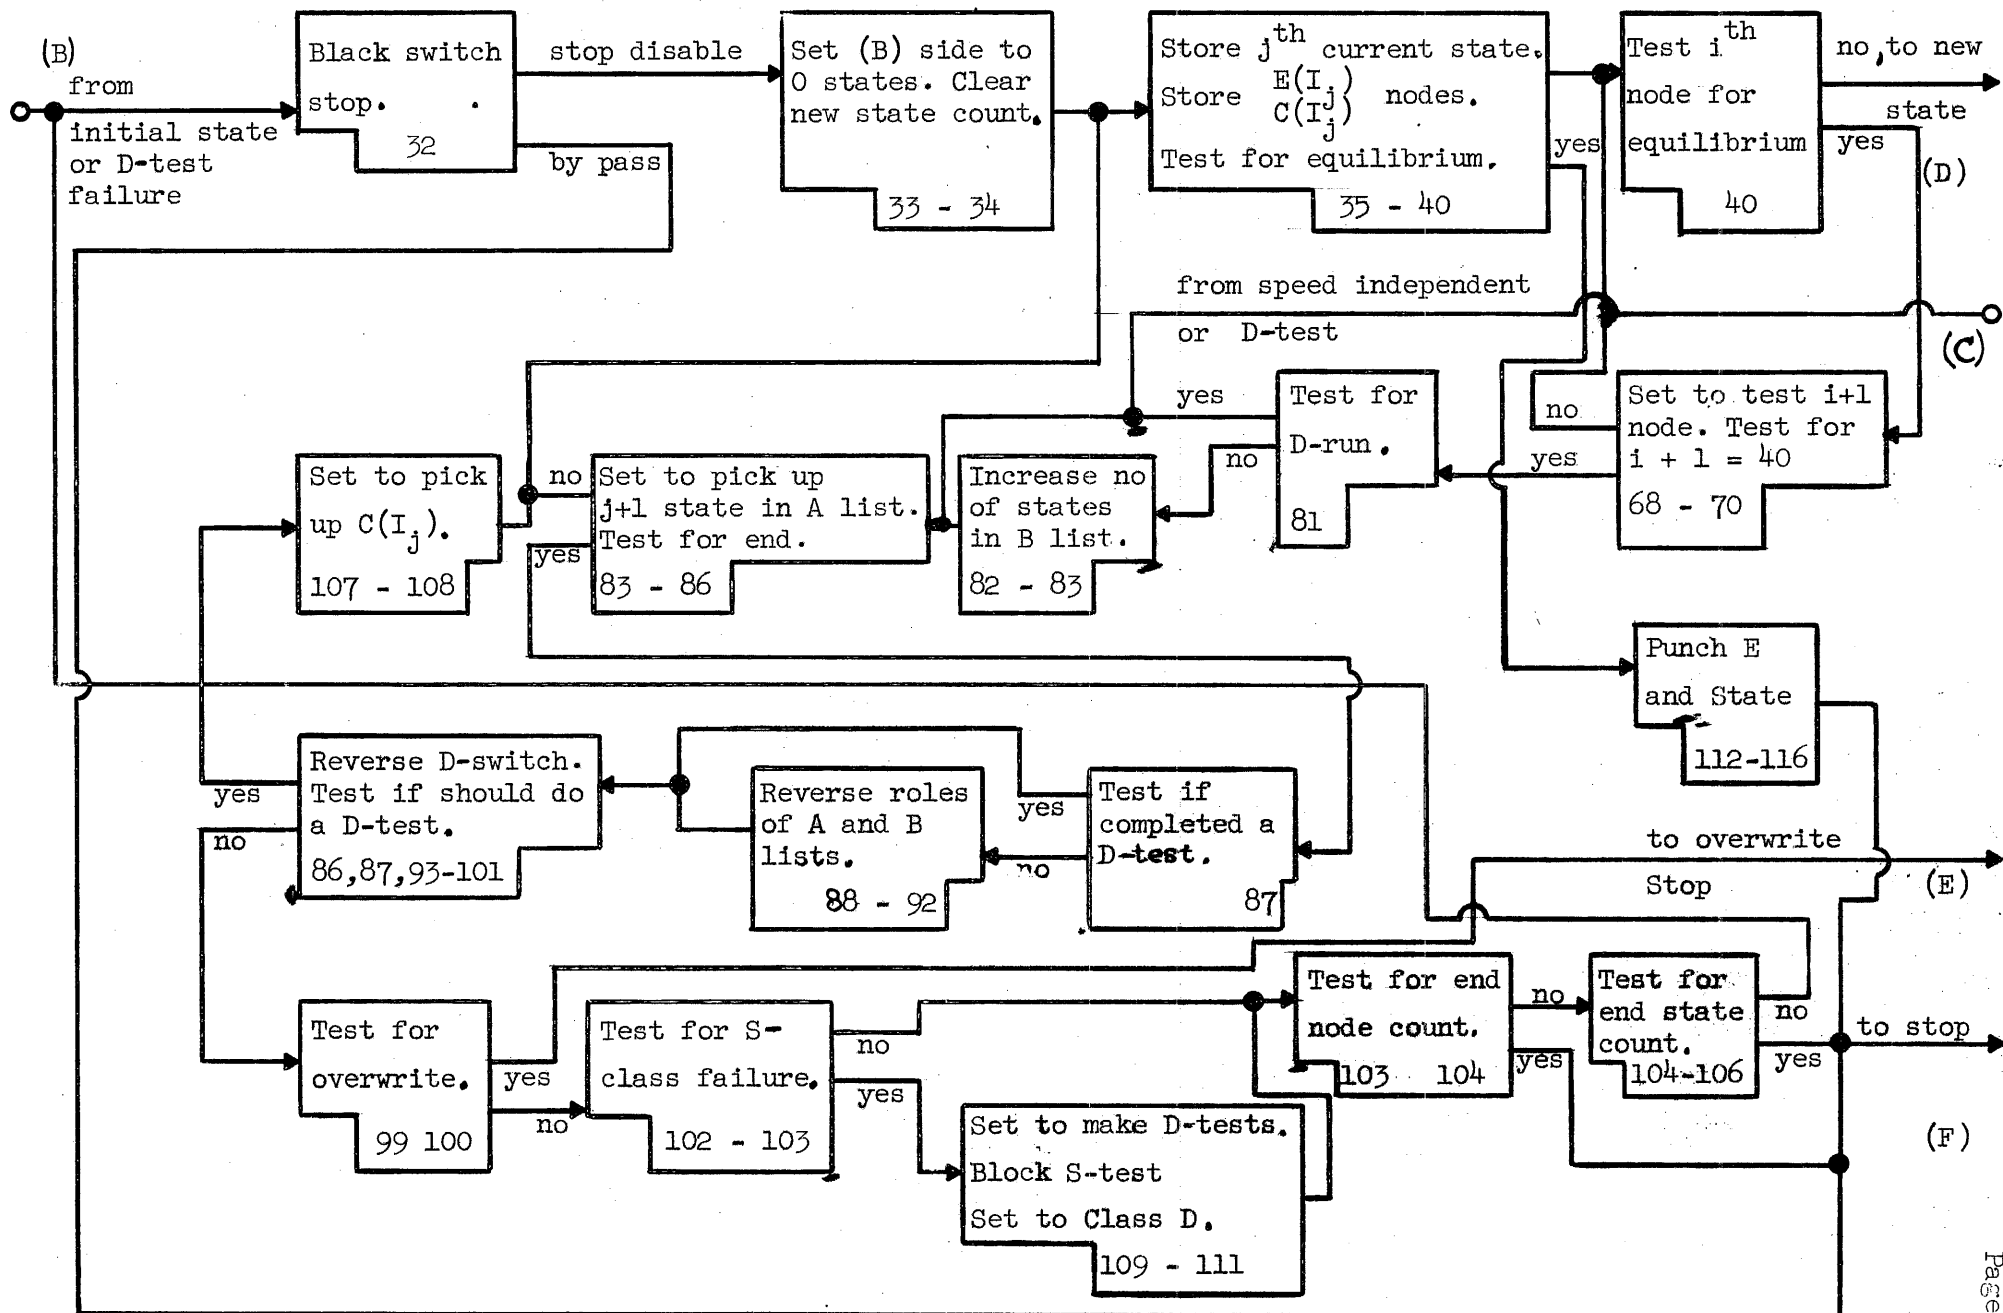 (B)
from
initial state
or D-test
failure
Black switch
stop.
32
stop disable
by pass
Set (B) side to
0 states. Clear
new state count.
33 - 34
Store jth current state.
Store E(Ij) nodes.
C(Ij)
Test for equilibrium.
35 - 40
yes
Test ith
node for
equilibrium
40
no, to new
state
yes
(D)
from speed independent
or D-test
(C)
Set to pick
up C(Ij).
107 - 108
no
yes
Set to pick up
j+1 state in A list.
Test for end.
83 - 86
Increase no
of states
in B list.
82 - 83
yes
no
Test for
D-run.
81
no
yes
Set to test i+1
node. Test for
i + 1 = 40
68 - 70
Punch E
and State
112-116
Reverse D-switch.
Test if should do
a D-test.
86,87,93-101
yes
no
Reverse roles
of A and B
lists.
88 - 92
yes
no
Test if
completed a
D-test.
87
to overwrite
Stop
(E)
Test for
overwrite.
99 100
yes
no
Test for S-
class failure.
102 - 103
no
yes
Set to make D-tests.
Block S-test
Set to Class D.
109 - 111
Test for end
node count.
103 104
no
yes
Test for
end state
count.
104-106
no
yes
to stop
(F)
Page